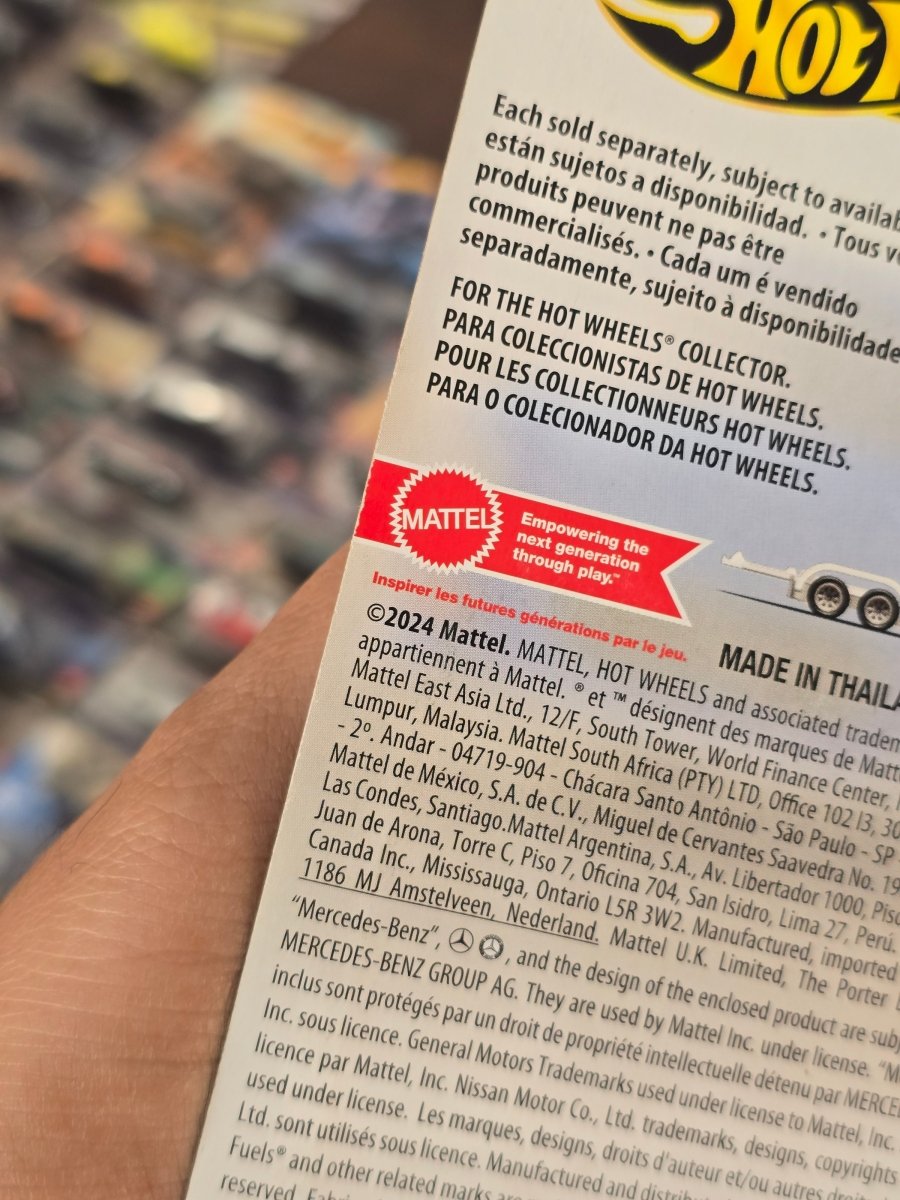 HOT
Each sold separately, subject to availab
están sujetos a disponibilidad. • Tous v
produits peuvent ne pas être
commercialisés. • Cada um é vendido
separadamente, sujeito à disponibilidade
FOR THE HOT WHEELS® COLLECTOR.
PARA COLECCIONISTAS DE HOT WHEELS.
POUR LES COLLECTIONNEURS HOT WHEELS.
PARA O COLECIONADOR DA HOT WHEELS.
MATTEL
Empowering the
next generation
through play.™
Inspirer les futures générations par le jeu.
MADE IN THAILA
©2024 Mattel. MATTEL, HOT WHEELS and associated tradem
appartiennent à Mattel. ® et ™ désignent des marques de Matt
Mattel East Asia Ltd., 12/F, South Tower, World Finance Center,
Lumpur, Malaysia. Mattel South Africa (PTY) LTD, Office 102 I3, 30
- 2º. Andar - 04719-904 - Chácara Santo Antônio - São Paulo - SP
Mattel de México, S.A. de C.V., Miguel de Cervantes Saavedra No. 19
Las Condes, Santiago.Mattel Argentina, S.A., Av. Libertador 1000, Piso
Juan de Arona, Torre C, Piso 7, Oficina 704, San Isidro, Lima 27, Perú.
Canada Inc., Mississauga, Ontario L5R 3W2. Manufactured, imported
1186 MJ Amstelveen, Nederland. Mattel U.K. Limited, The Porter
"Mercedes-Benz", , and the design of the enclosed product are subj
MERCEDES-BENZ GROUP AG. They are used by Mattel Inc. under license. "M
inclus sont protégés par un droit de propriété intellectuelle détenu par MERCE
Inc. sous licence. General Motors Trademarks used under license to Mattel, Inc.
licence par Mattel, Inc. Nissan Motor Co., Ltd. trademarks, designs, copyrights
used under license. Les marques, designs, droits d'auteur et/ou autres droits
Ltd. sont utilisés sous licence. Manufactured and distrib
Fuels® and other related marks are
reserved.